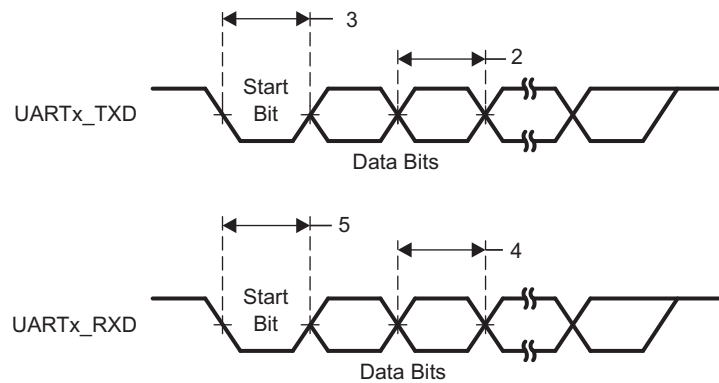 3
2
Start
Bit
UARTx_TXD
Data Bits
5
4
Start
Bit
UARTx_RXD
Data Bits